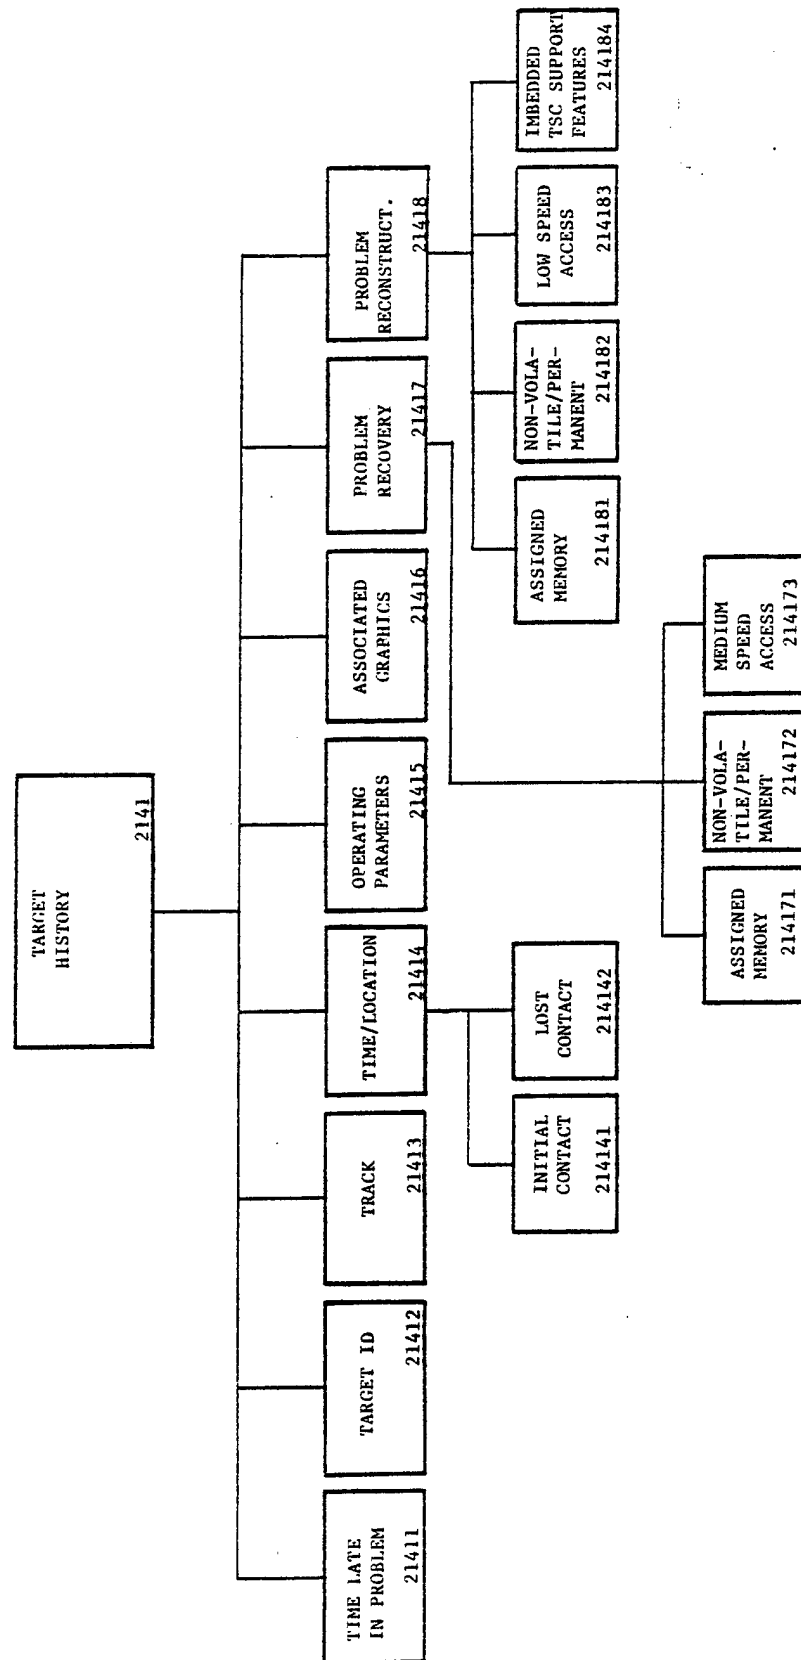 TARGET
HISTORY
2141
TIME LATE
IN PROBLEM
21411
TARGET ID
21412
TRACK
21413
TIME/LOCATION
21414
OPERATING
PARAMETERS
21415
ASSOCIATED
GRAPHICS
21416
PROBLEM
RECOVERY
21417
PROBLEM
RECONSTRUCT.
21418
INITIAL
CONTACT
214141
LOST
CONTACT
214142
ASSIGNED
MEMORY
214181
NON-VOLA-
TILE/PER-
MANENT
214182
LOW SPEED
ACCESS
214183
IMBEDDED
TSC SUPPORT
FEATURES
214184
ASSIGNED
MEMORY
214171
NON-VOLA-
TILE/PER-
MANENT
214172
MEDIUM
SPEED
ACCESS
214173